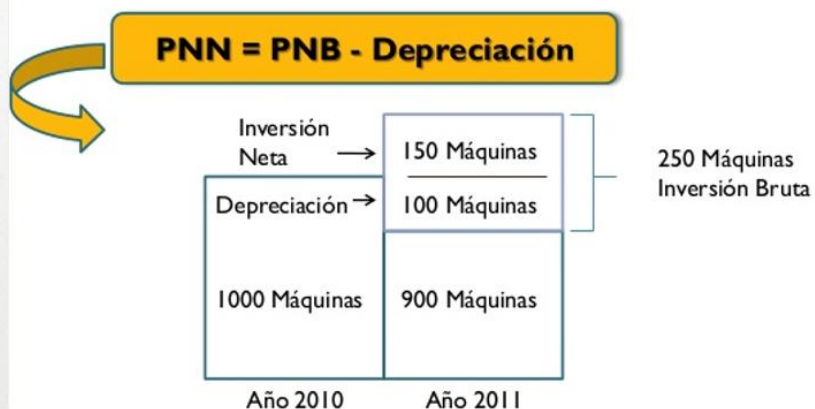 PNN = PNB - Depreciación
Inversión
Neta
150 Máquinas
Depreciación
100 Máquinas
250 Máquinas
Inversión Bruta
1000 Máquinas
900 Máquinas
Año 2010
Año 2011